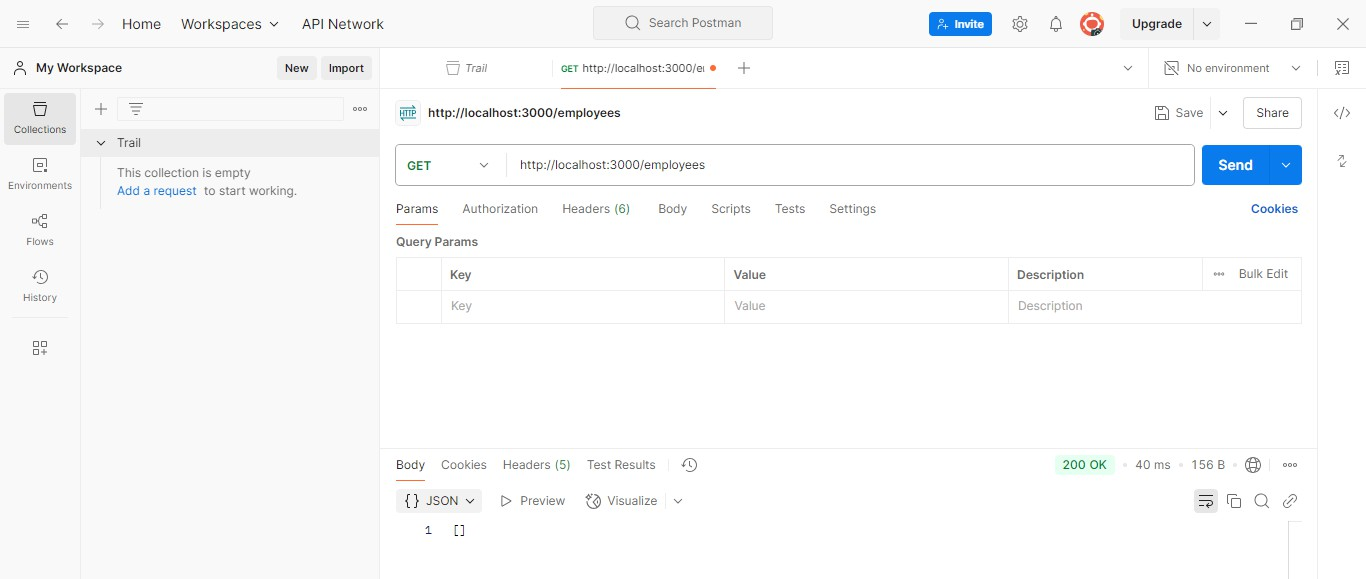 Home Workspaces API Network Search Postman Invite Upgrade
My Workspace New Import Trail GET http://localhost:3000/e No environment
Collections
Environments
Flows
History
Trail
This collection is empty
Add a request to start working.
HTTP http://localhost:3000/employees Save Share
GET http://localhost:3000/employees Send
Params Authorization Headers (6) Body Scripts Tests Settings Cookies
Query Params
Key Value Description Bulk Edit
Key Value Description
Body Cookies Headers (5) Test Results 200 OK • 40 ms • 156 B •
{} JSON Preview Visualize
1 []